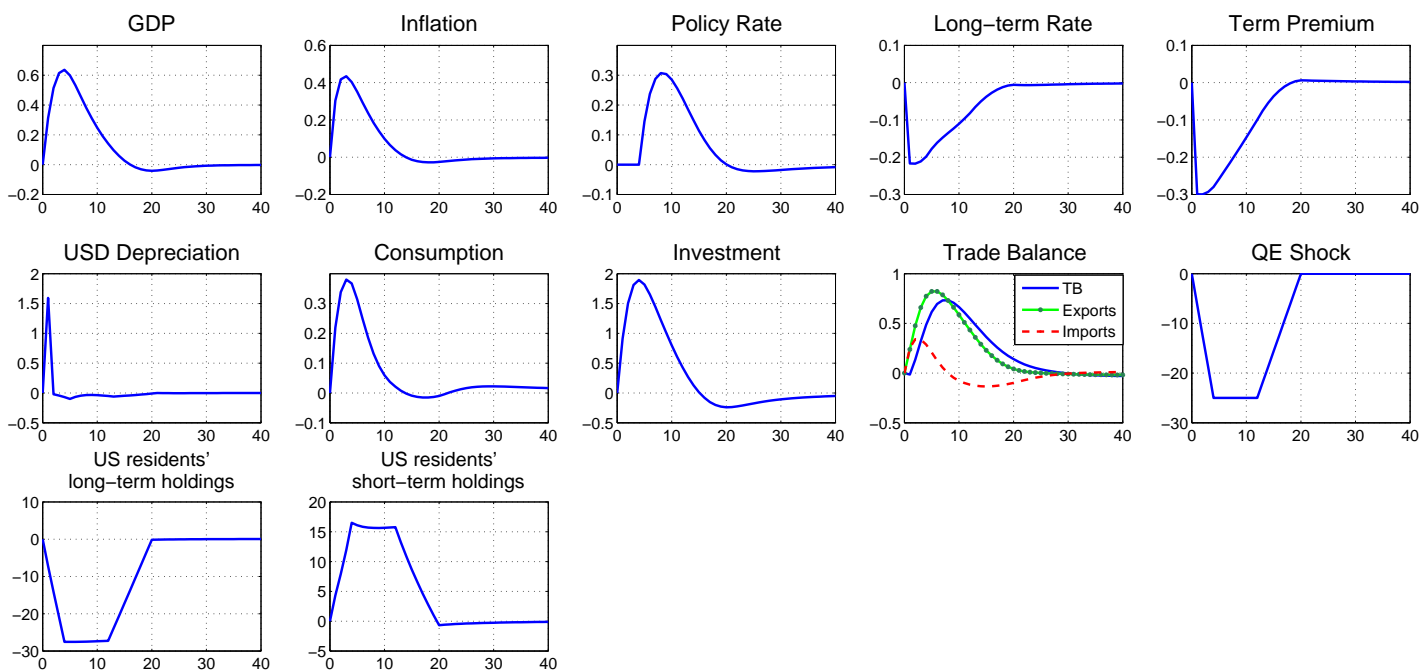 GDP
0.6
0.4
0.2
0
−0.2
0 10 20 30 40
Inflation
0.6
0.4
0.2
0
−0.2
0 10 20 30 40
Policy Rate
0.3
0.2
0.1
0
−0.1
0 10 20 30 40
Long−term Rate
0.1
0
−0.1
−0.2
−0.3
0 10 20 30 40
Term Premium
0.1
0
−0.1
−0.2
−0.3
0 10 20 30 40
USD Depreciation
2
1.5
1
0.5
0
−0.5
0 10 20 30 40
Consumption
0.4
0.3
0.2
0.1
0
−0.1
0 10 20 30 40
Investment
2
1.5
1
0.5
0
−0.5
0 10 20 30 40
Trade Balance
1
0.5
0
−0.5
0 10 20 30 40
TB
Exports
Imports
QE Shock
0
−10
−20
−30
0 10 20 30 40
US residents’
long−term holdings
10
0
−10
−20
−30
0 10 20 30 40
US residents’
short−term holdings
20
15
10
5
0
−5
0 10 20 30 40